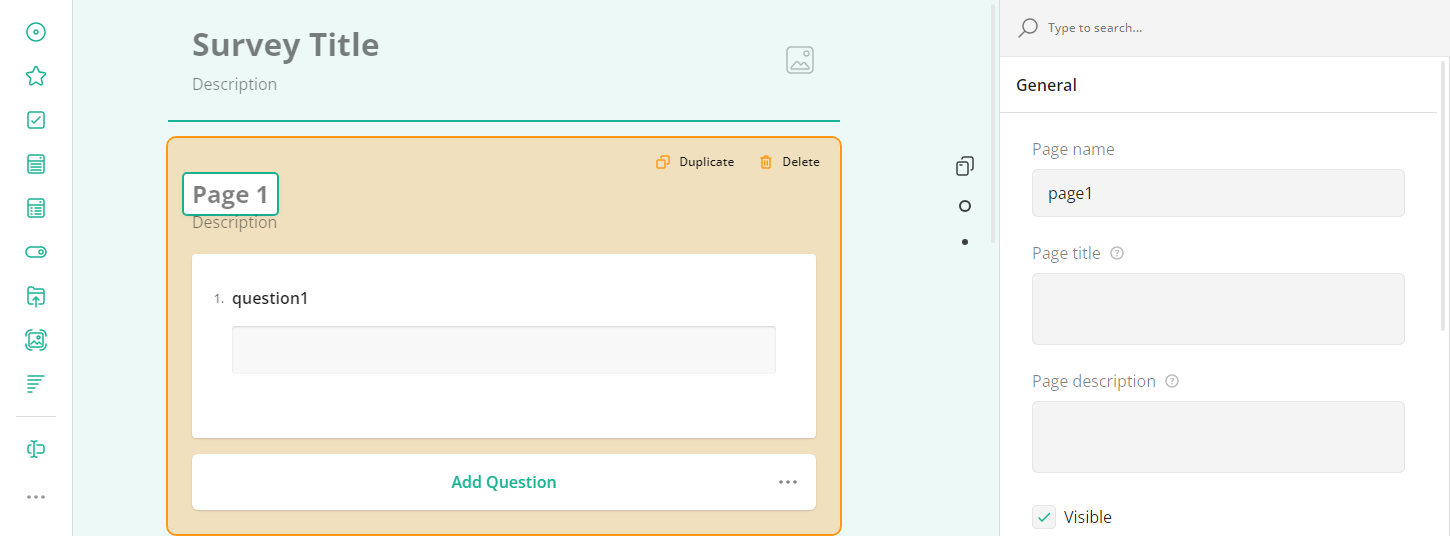 Survey Title
Description
Duplicate
Delete
Page 1
Description
1. question1
Add Question
Type to search...
General
Page name
page1
Page title
Page description
Visible